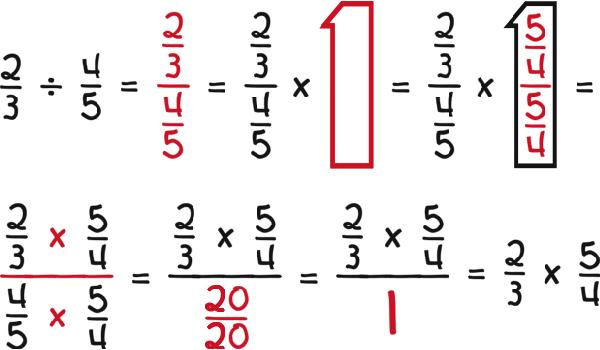 2/3 ÷ 4/5 = (2/3)/(4/5) = (2/3)/(4/5) × 1 = (2/3)/(4/5) × (5/4)/(5/4) =
(2/3 × 5/4)/(4/5 × 5/4) = (2/3 × 5/4)/(20/20) = (2/3 × 5/4)/1 = 2/3 × 5/4